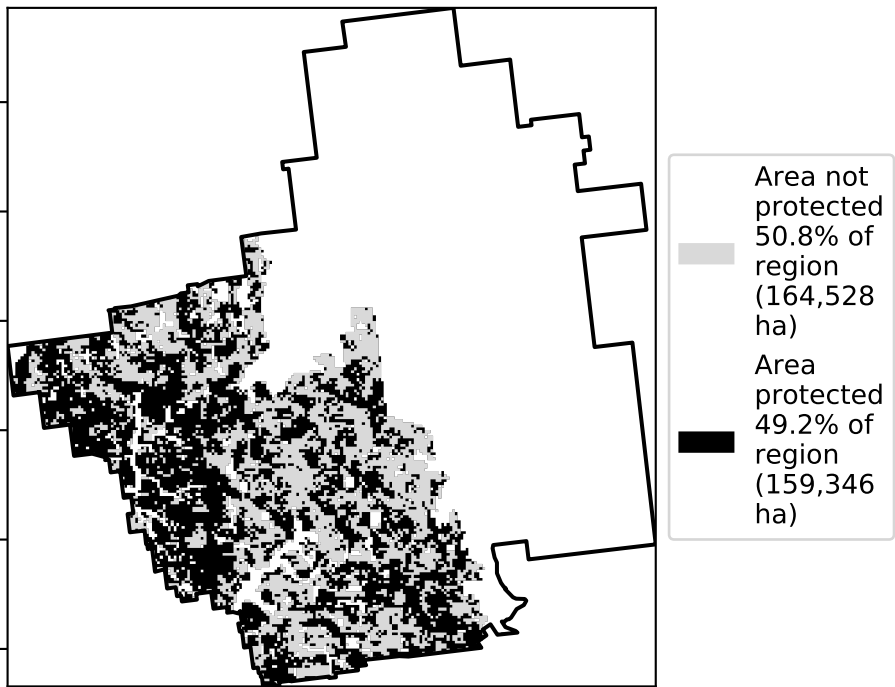 Area not
protected
50.8% of
region
(164,528
ha)
Area
protected
49.2% of
region
(159,346
ha)